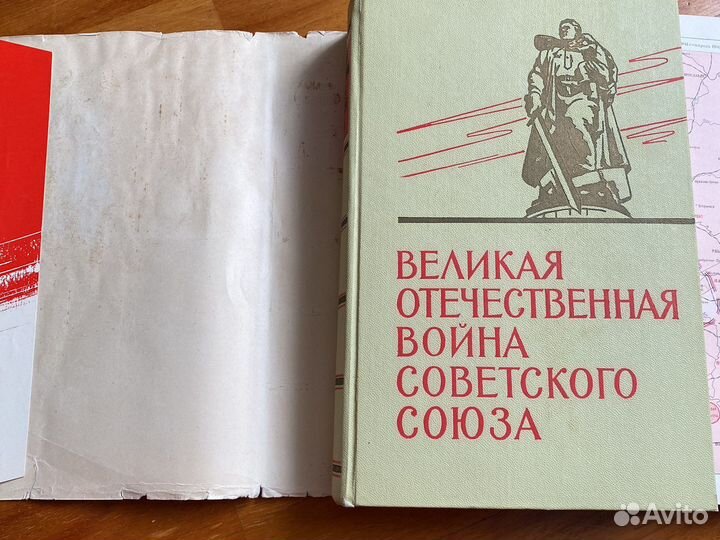 ВЕЛИКАЯ
ОТЕЧЕСТВЕННАЯ
ВОЙНА
СОВЕТСКОГО
СОЮЗА
Avito